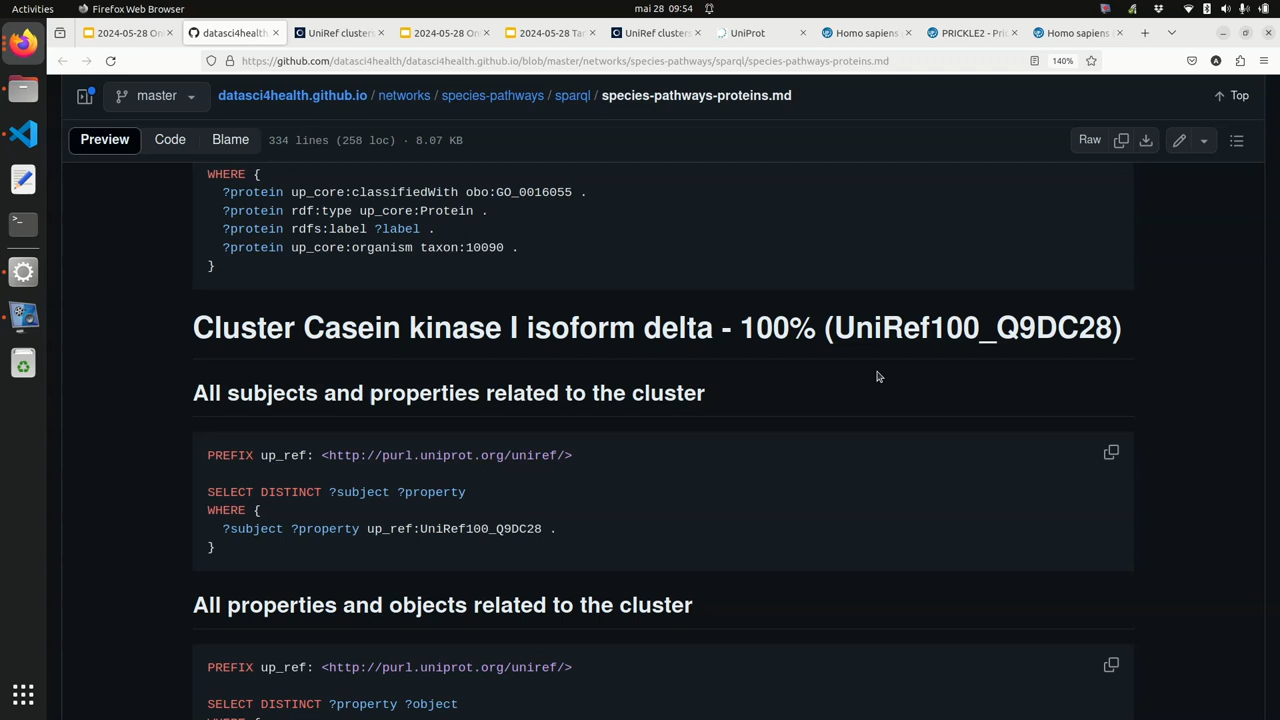 Activities
Firefox Web Browser
mai 28 09:54
2024-05-28 On
datasci4health
UniRef clusters
2024-05-28 On
2024-05-28 Ta
UniRef clusters
UniProt
Homo sapiens
PRICKLE2 - Pri
Homo sapiens
https://github.com/datasci4health/datasci4health.github.io/blob/master/networks/species-pathways/sparql/species-pathways-proteins.md
140%
master
datasci4health.github.io / networks / species-pathways / sparql / species-pathways-proteins.md
Top
Preview
Code
Blame
334 lines (258 loc) · 8.07 KB
Raw
WHERE {
?protein up_core:classifiedWith obo:GO_0016055 .
?protein rdf:type up_core:Protein .
?protein rdfs:label ?label .
?protein up_core:organism taxon:10090 .
}
Cluster Casein kinase I isoform delta - 100% (UniRef100_Q9DC28)
All subjects and properties related to the cluster
PREFIX up_ref: <http://purl.uniprot.org/uniref/>
SELECT DISTINCT ?subject ?property
WHERE {
?subject ?property up_ref:UniRef100_Q9DC28 .
}
All properties and objects related to the cluster
PREFIX up_ref: <http://purl.uniprot.org/uniref/>
SELECT DISTINCT ?property ?object
WHERE {